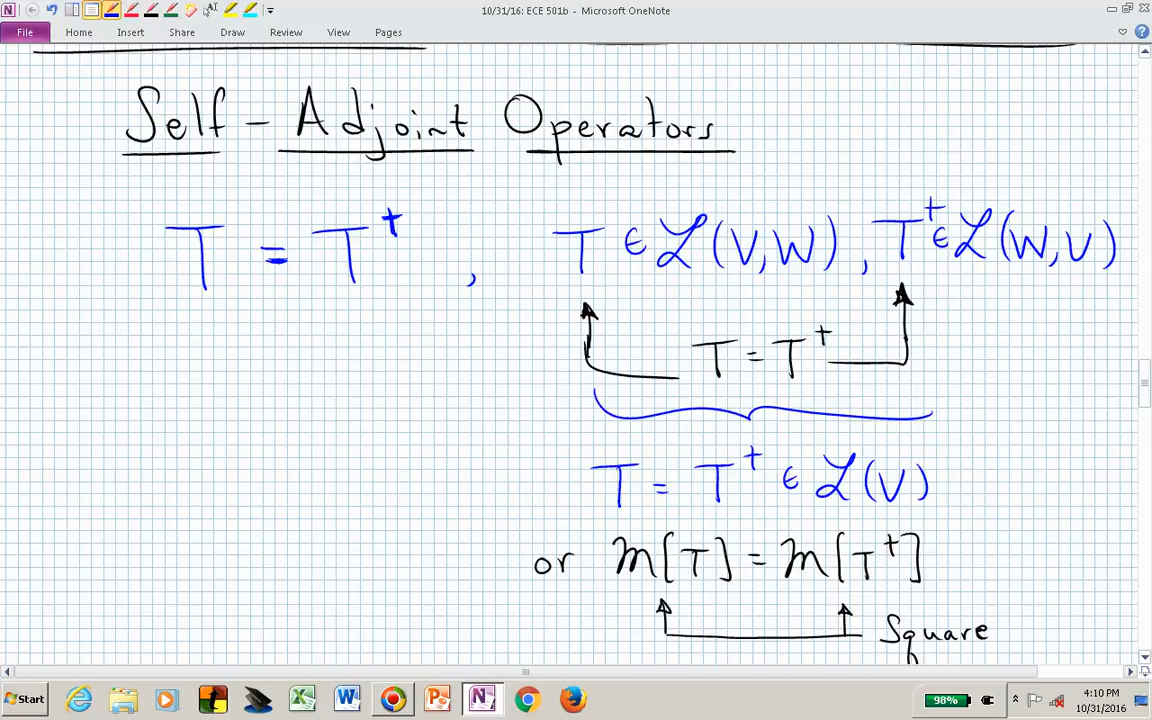 10/31/16: ECE 501b - Microsoft OneNote
File Home Insert Share Draw Review View Pages
Self-Adjoint Operators
T = T† , T ∈ ℒ(V,W), T† ∈ ℒ(W,V)
T = T†
T = T† ∈ ℒ(V)
or m[T] = m[T†]
Square
Start 98% 4:10 PM
10/31/2016